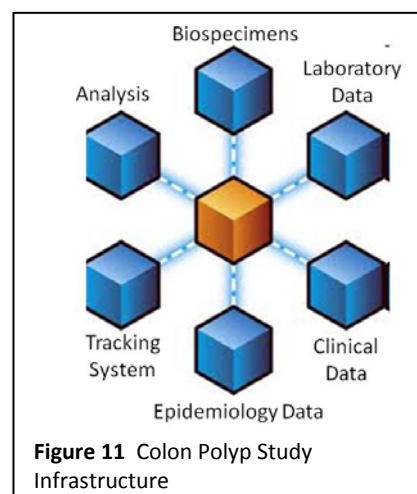 Biospecimens
Analysis
Laboratory
Data
Tracking
System
Clinical
Data
Epidemiology Data
Figure 11 Colon Polyp Study
Infrastructure